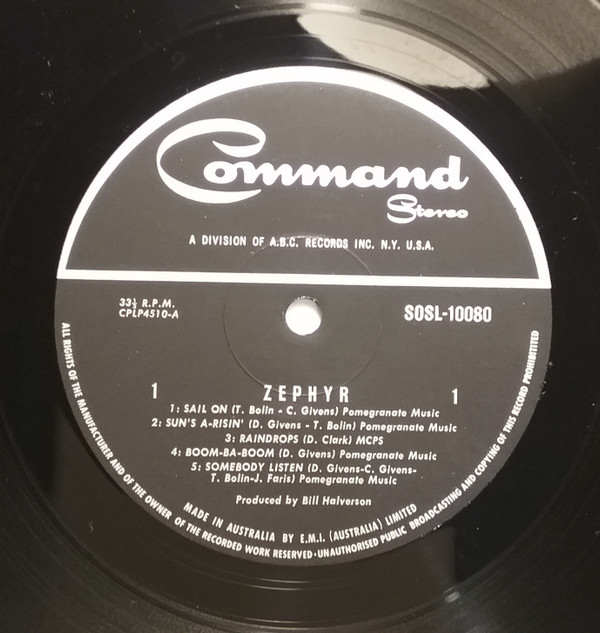 Command
Stereo
A DIVISION OF A.B.C. RECORDS INC. N.Y. U.S.A.
33⅓ R.P.M.
CPLP4510-A
SOSL-10080
1 ZEPHYR 1
1: SAIL ON (T. Bolin - C. Givens) Pomegranate Music
2: SUN'S A-RISIN' (D. Givens - T. Bolin) Pomegranate Music
3: RAINDROPS (D. Clark) MCPS
4: BOOM-BA-BOOM (D. Givens) Pomegranate Music
5: SOMEBODY LISTEN (D. Givens-C. Givens-
T. Bolin-J. Faris) Pomegranate Music
Produced by Bill Halverson
MADE IN AUSTRALIA BY E.M.I. (AUSTRALIA) LIMITED
ALL RIGHTS OF THE MANUFACTURER AND OF THE OWNER OF THE RECORDED WORK RESERVED·UNAUTHORISED PUBLIC BROADCASTING AND COPYING OF THIS RECORD PROHIBITITED